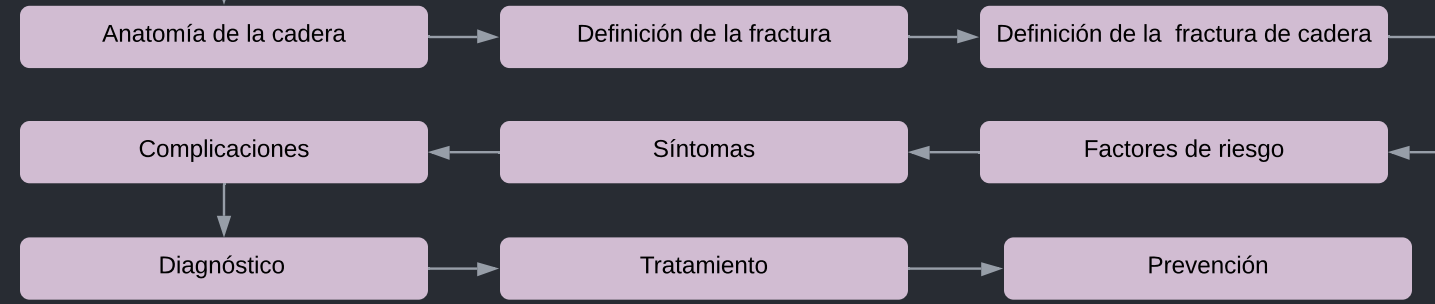 Anatomía de la cadera
Definición de la fractura
Definición de la  fractura de cadera
Complicaciones
Síntomas
Factores de riesgo
Diagnóstico
Tratamiento
Prevención